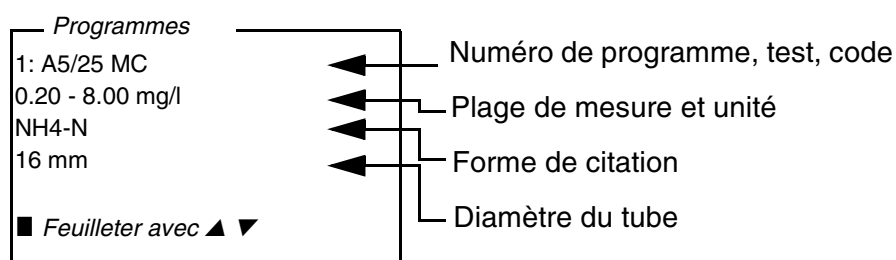 Programmes
1: A5/25 MC
0.20 - 8.00 mg/l
NH4-N
16 mm
Feuilleter avec ▲ ▼
Numéro de programme, test, code
Plage de mesure et unité
Forme de citation
Diamètre du tube